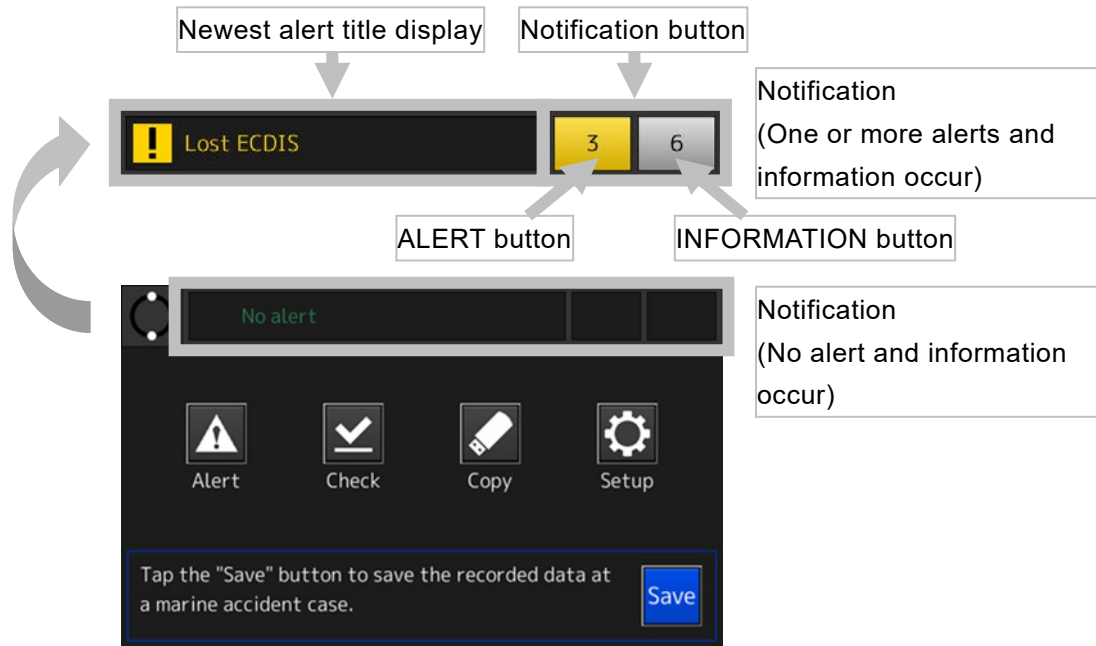 Newest alert title display
Notification button
Notification
(One or more alerts and
information occur)
! Lost ECDIS
3
6
ALERT button
INFORMATION button
No alert
Notification
(No alert and information
occur)
Alert
Check
Copy
Setup
Tap the "Save" button to save the recorded data at
a marine accident case.
Save